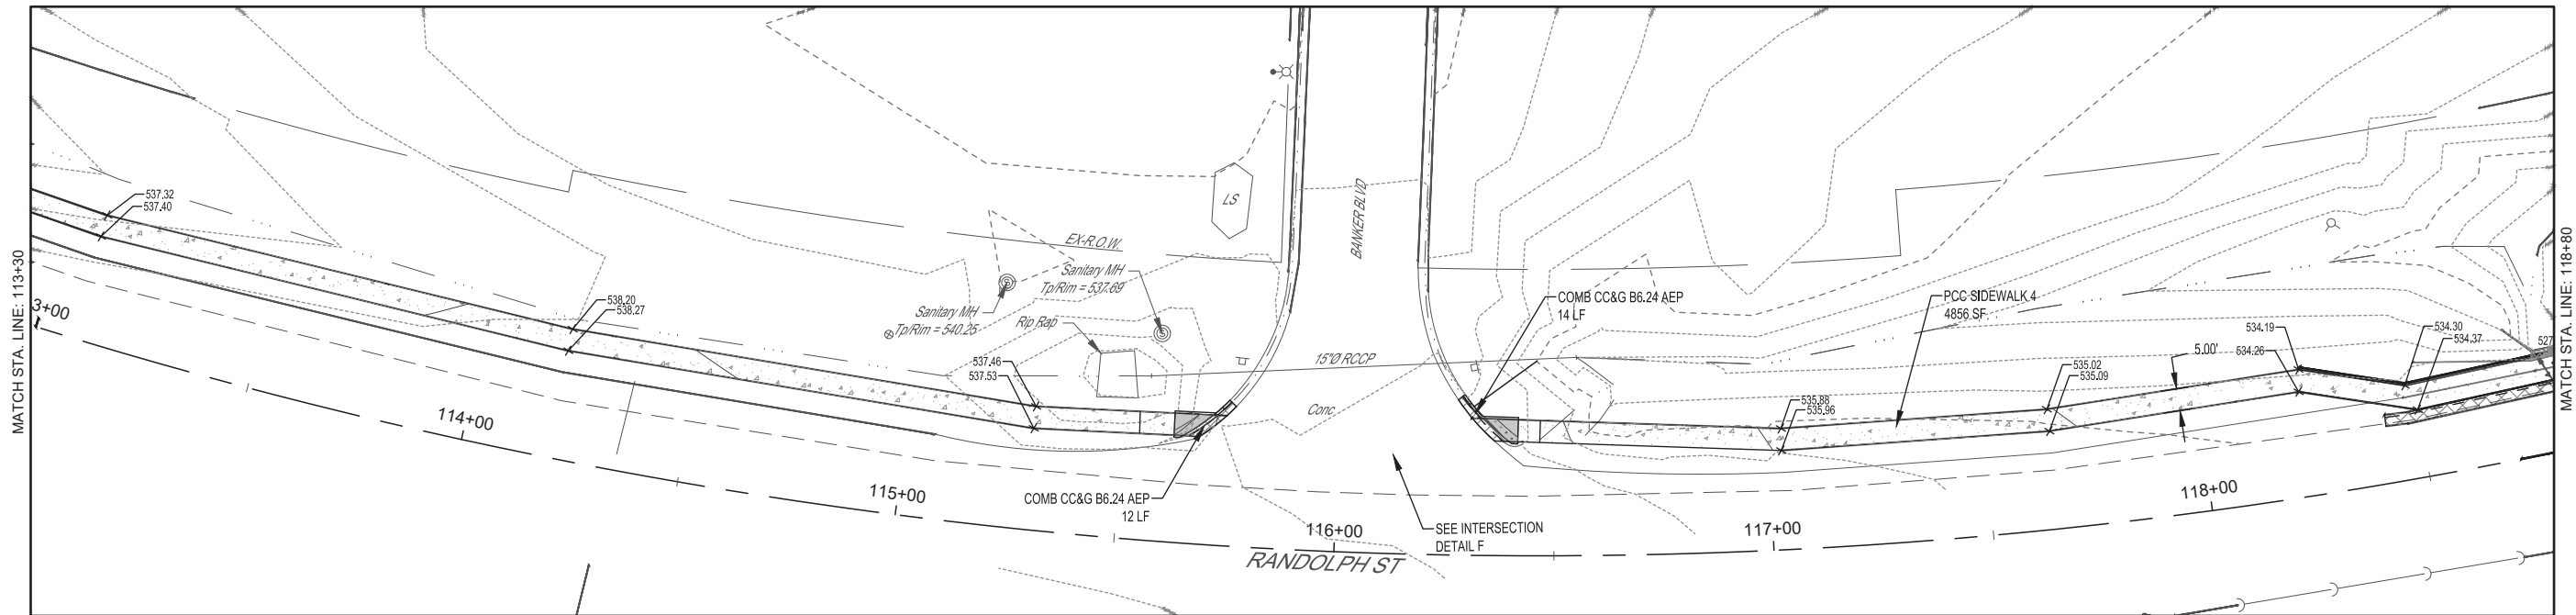 MATCH STA. LINE: 113+30
3+00
537.32
537.40
538.20
538.27
114+00
EX-R.O.W.
Sanitary MH
Tp/Rim = 537.69
Sanitary MH
Tp/Rim = 540.25
Rip Rap
537.46
537.53
LS
BANKER BLVD
15"Ø RCCP
Conc.
115+00
COMB CC&G B6.24 AEP
12 LF
116+00
RANDOLPH ST
SEE INTERSECTION
DETAIL F
COMB CC&G B6.24 AEP
14 LF
PCC SIDEWALK 4
4856 SF
535.88
535.96
117+00
535.02
535.09
5.00'
534.19
534.26
534.30
534.37
527
118+00
MATCH STA. LINE: 118+80